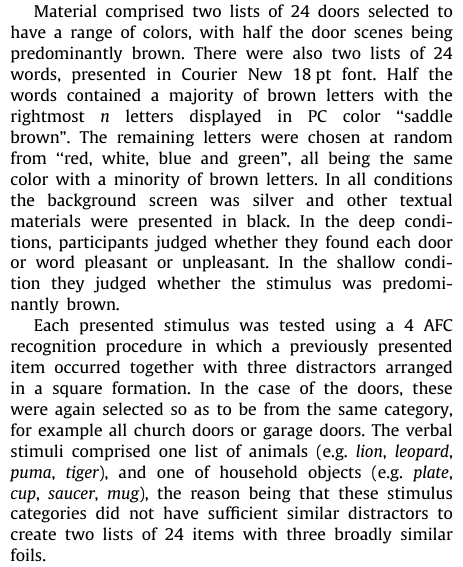 Material comprised two lists of 24 doors selected to
have a range of colors, with half the door scenes being
predominantly brown. There were also two lists of 24
words, presented in Courier New 18 pt font. Half the
words contained a majority of brown letters with the
rightmost n letters displayed in PC color “saddle
brown”. The remaining letters were chosen at random
from “red, white, blue and green”, all being the same
color with a minority of brown letters. In all conditions
the background screen was silver and other textual
materials were presented in black. In the deep condi-
tions, participants judged whether they found each door
or word pleasant or unpleasant. In the shallow condi-
tion they judged whether the stimulus was predomi-
nantly brown.
Each presented stimulus was tested using a 4 AFC
recognition procedure in which a previously presented
item occurred together with three distractors arranged
in a square formation. In the case of the doors, these
were again selected so as to be from the same category,
for example all church doors or garage doors. The verbal
stimuli comprised one list of animals (e.g. lion, leopard,
puma, tiger), and one of household objects (e.g. plate,
cup, saucer, mug), the reason being that these stimulus
categories did not have sufficient similar distractors to
create two lists of 24 items with three broadly similar
foils.